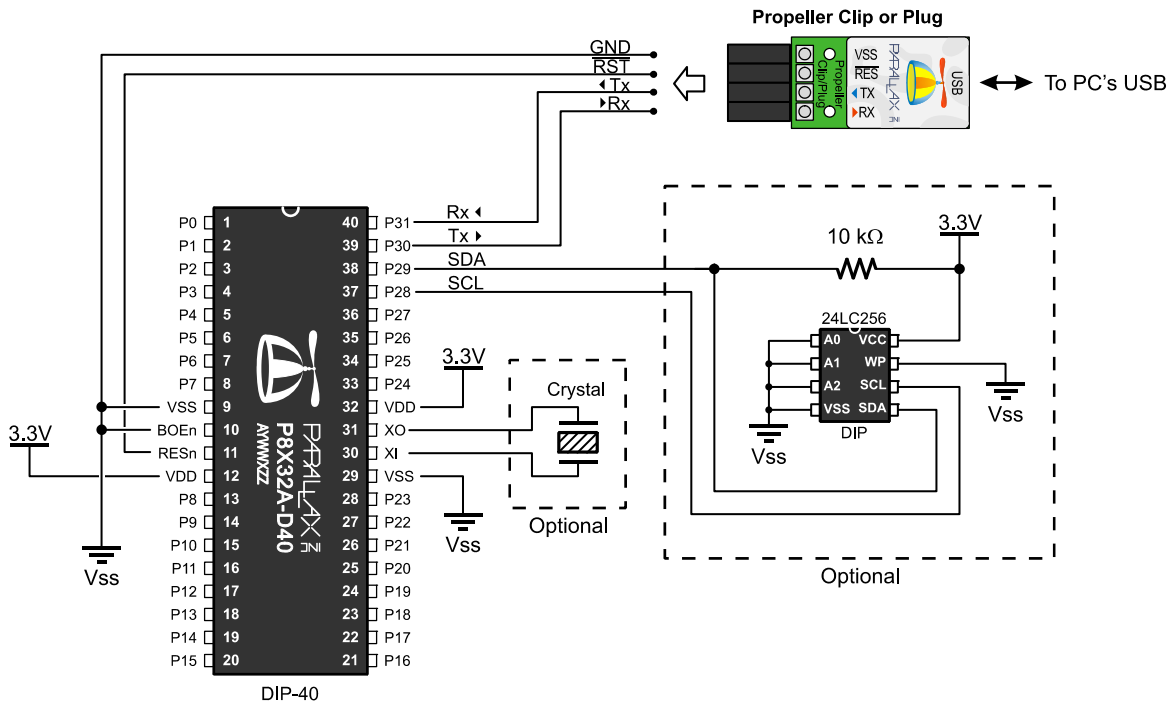 Propeller Clip or Plug
GND
RST
Tx
Rx
VSS
RES
TX
RX
Propeller
Clip/Plug
PARALLAX INC
USB
To PC's USB
P0 1 40 P31 Rx
P1 2 39 P30 Tx
P2 3 38 P29 SDA
P3 4 37 P28 SCL
P4 5 36 P27
P5 6 35 P26
P6 7 34 P25
P7 8 33 P24
VSS 9 32 VDD 3.3V
BOEn 10 31 XO
RESn 11 30 XI
3.3V VDD 12 29 VSS
P8 13 28 P23
P9 14 27 P22
P10 15 26 P21
P11 16 25 P20
P12 17 24 P19
P13 18 23 P18
P14 19 22 P17
P15 20 21 P16
Vss
Vss
PARALLAX INC
P8X32A-D40
AYWWXZZ
DIP-40
Crystal
Optional
10 kΩ
3.3V
24LC256
A0 VCC
A1 WP
A2 SCL
VSS SDA
DIP
Vss
Vss
Optional